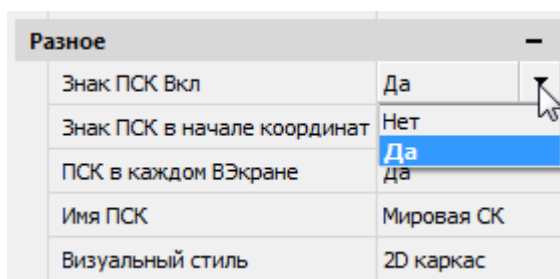 Разное
Знак ПСК Вкл Да
Знак ПСК в начале координат Нет
Да
ПСК в каждом ВЭкране Да
Имя ПСК Мировая СК
Визуальный стиль 2D каркас